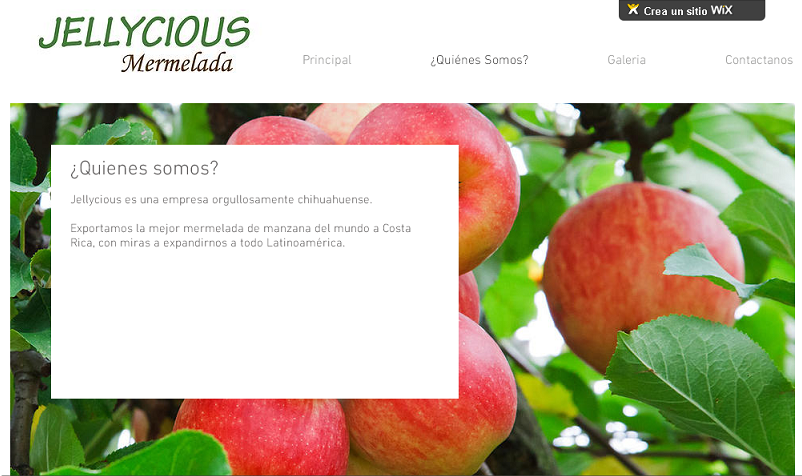 Crea un sitio WiX
JELLYCIOUS
Mermelada
Principal ¿Quiénes Somos? Galeria Contactanos
¿Quienes somos?
Jellycious es una empresa orgullosamente chihuahuense.
Exportamos la mejor mermelada de manzana del mundo a Costa
Rica, con miras a expandirnos a todo Latinoamérica.